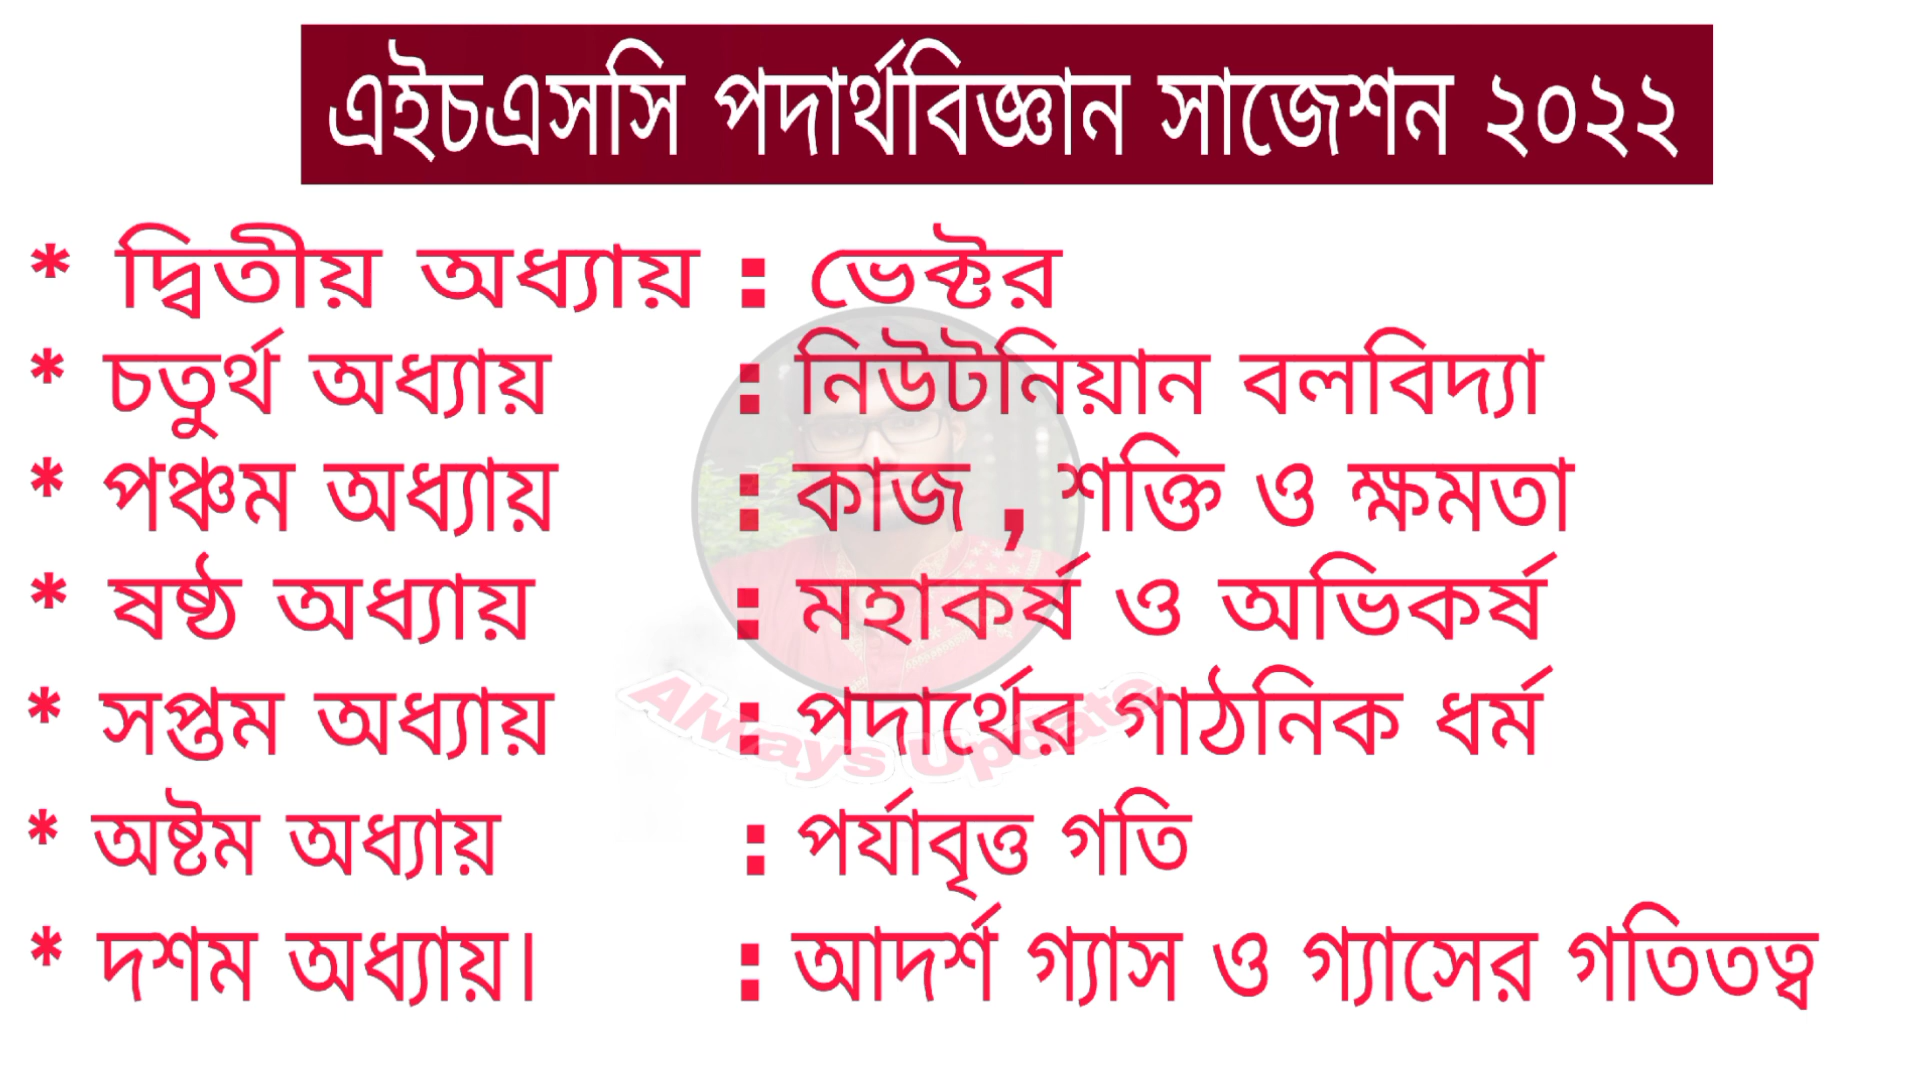 এইচএসসি পদার্থবিজ্ঞান সাজেশন ২০২২
* দ্বিতীয় অধ্যায় : ভেক্টর
* চতুর্থ অধ্যায় : নিউটনিয়ান বলবিদ্যা
* পঞ্চম অধ্যায় : কাজ , শক্তি ও ক্ষমতা
* ষষ্ঠ অধ্যায় : মহাকর্ষ ও অভিকর্ষ
* সপ্তম অধ্যায় : পদার্থের গাঠনিক ধর্ম
Always Update
* অষ্টম অধ্যায় : পর্যাবৃত্ত গতি
* দশম অধ্যায়। : আদর্শ গ্যাস ও গ্যাসের গতিতত্ব